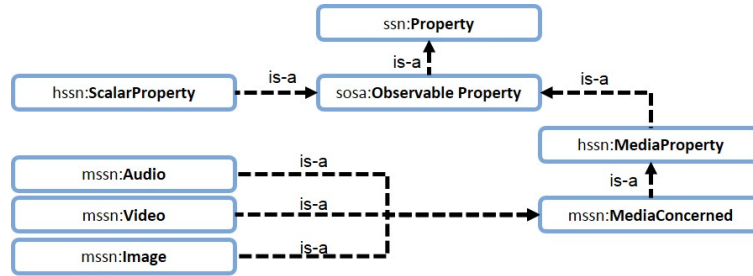 ssn:Property
is-a
is-a
is-a
hssn:ScalarProperty
sosa:Observable Property
hssn:MediaProperty
is-a
mssn:Audio
is-a
is-a
mssn:Video
mssn:MediaConcerned
is-a
mssn:Image